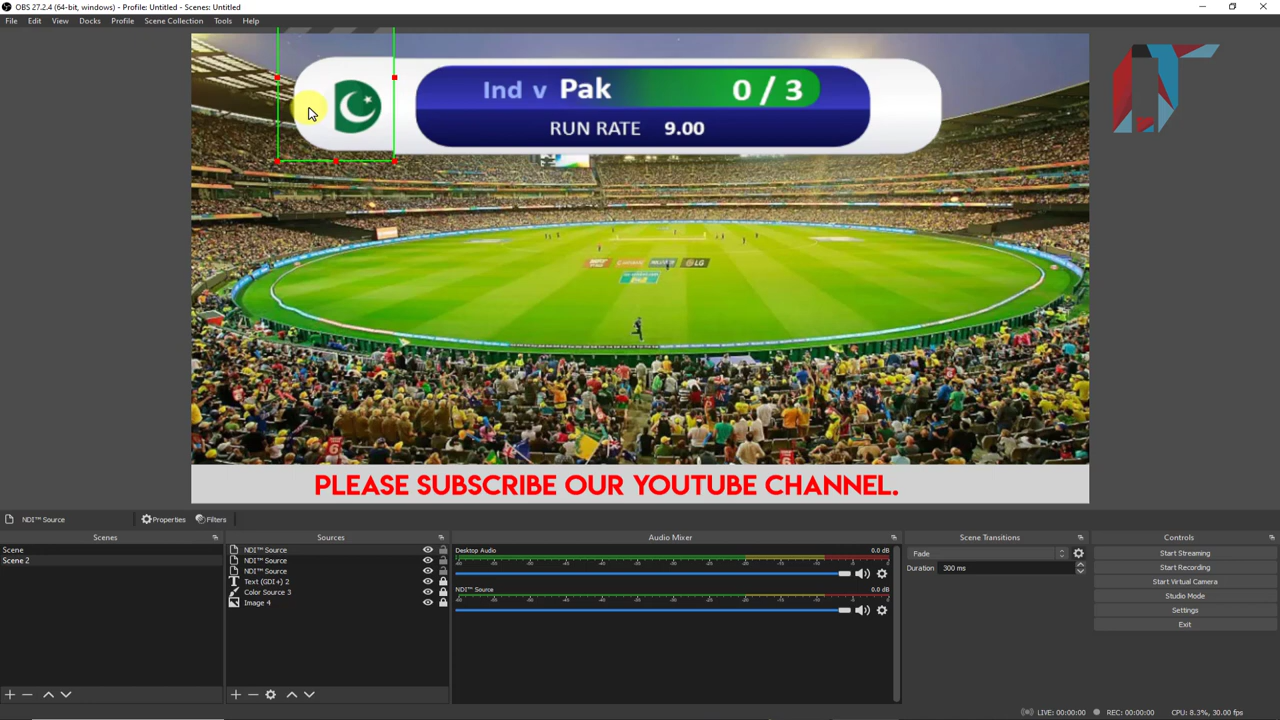 OBS 27.2.4 (64-bit, windows) - Profile: Untitled - Scenes: Untitled
File Edit View Docks Profile Scene Collection Tools Help
Ind v Pak 0 / 3
RUN RATE 9.00
LG
PLEASE SUBSCRIBE OUR YOUTUBE CHANNEL.
NDI™ Source Properties Filters
Scenes Sources Audio Mixer Scene Transitions Controls
Scene
Scene 2
NDI™ Source
NDI™ Source
NDI™ Source
Text (GDI+) 2
Color Source 3
Image 4
Desktop Audio 0.0 dB
NDI™ Source 0.0 dB
Fade
Duration 300 ms
Start Streaming
Start Recording
Start Virtual Camera
Studio Mode
Settings
Exit
LIVE: 00:00:00 REC: 00:00:00 CPU: 8.3%, 30.00 fps